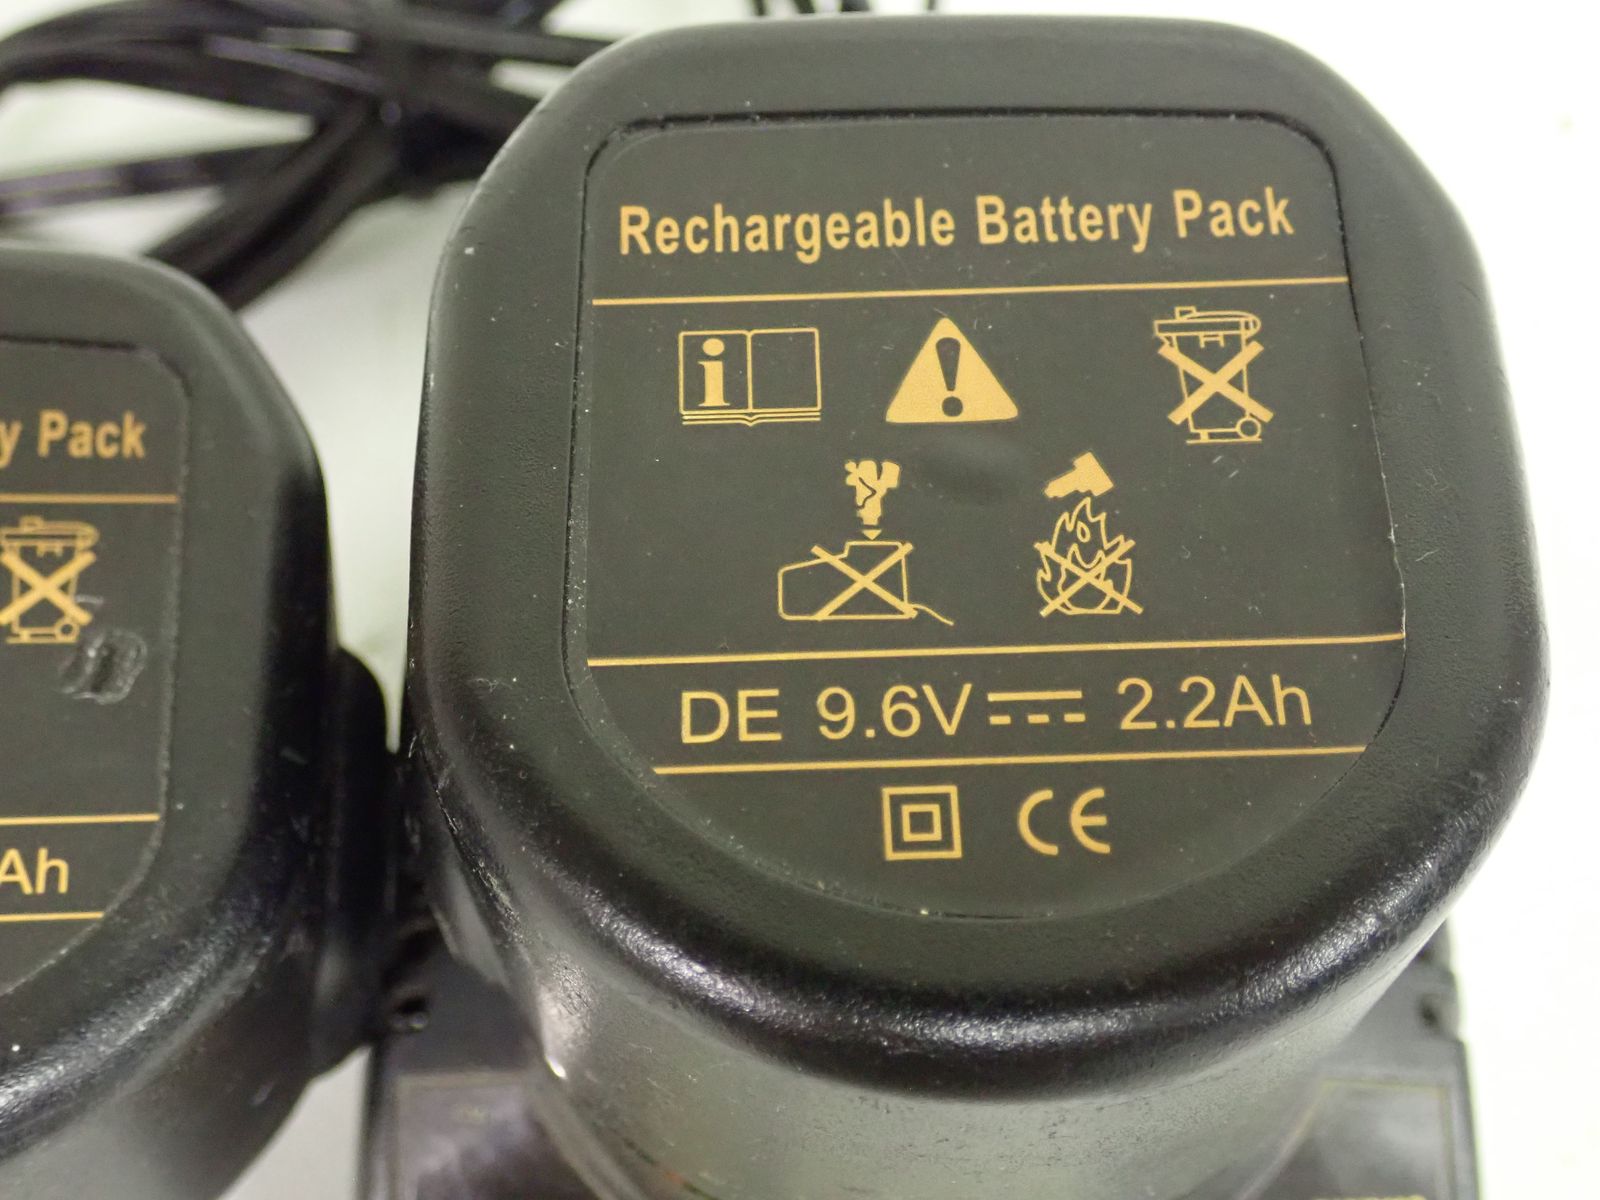 Rechargeable Battery Pack
i
DE 9.6V 2.2Ah
CE
y Pack
Ah